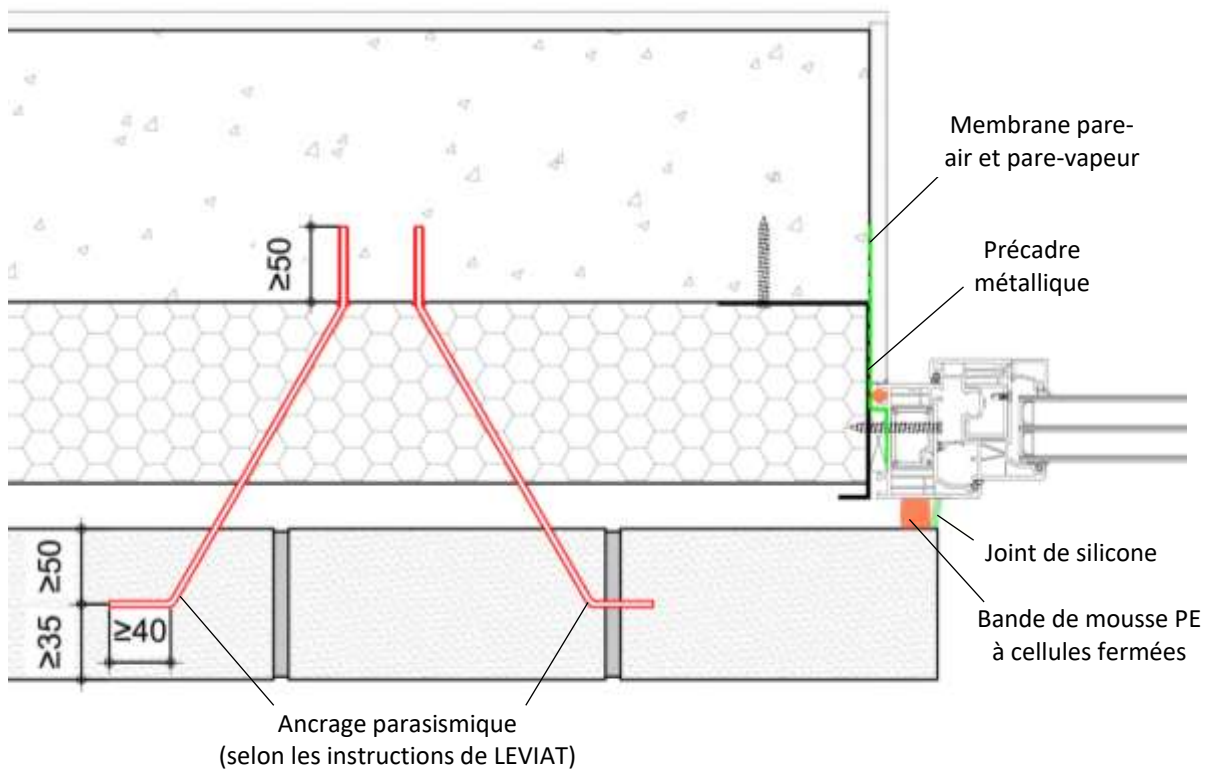 Membrane pare-
air et pare-vapeur
Précadre
métallique
≥50
≥50
≥35
≥40
Joint de silicone
Bande de mousse PE
à cellules fermées
Ancrage parasismique
(selon les instructions de LEVIAT)